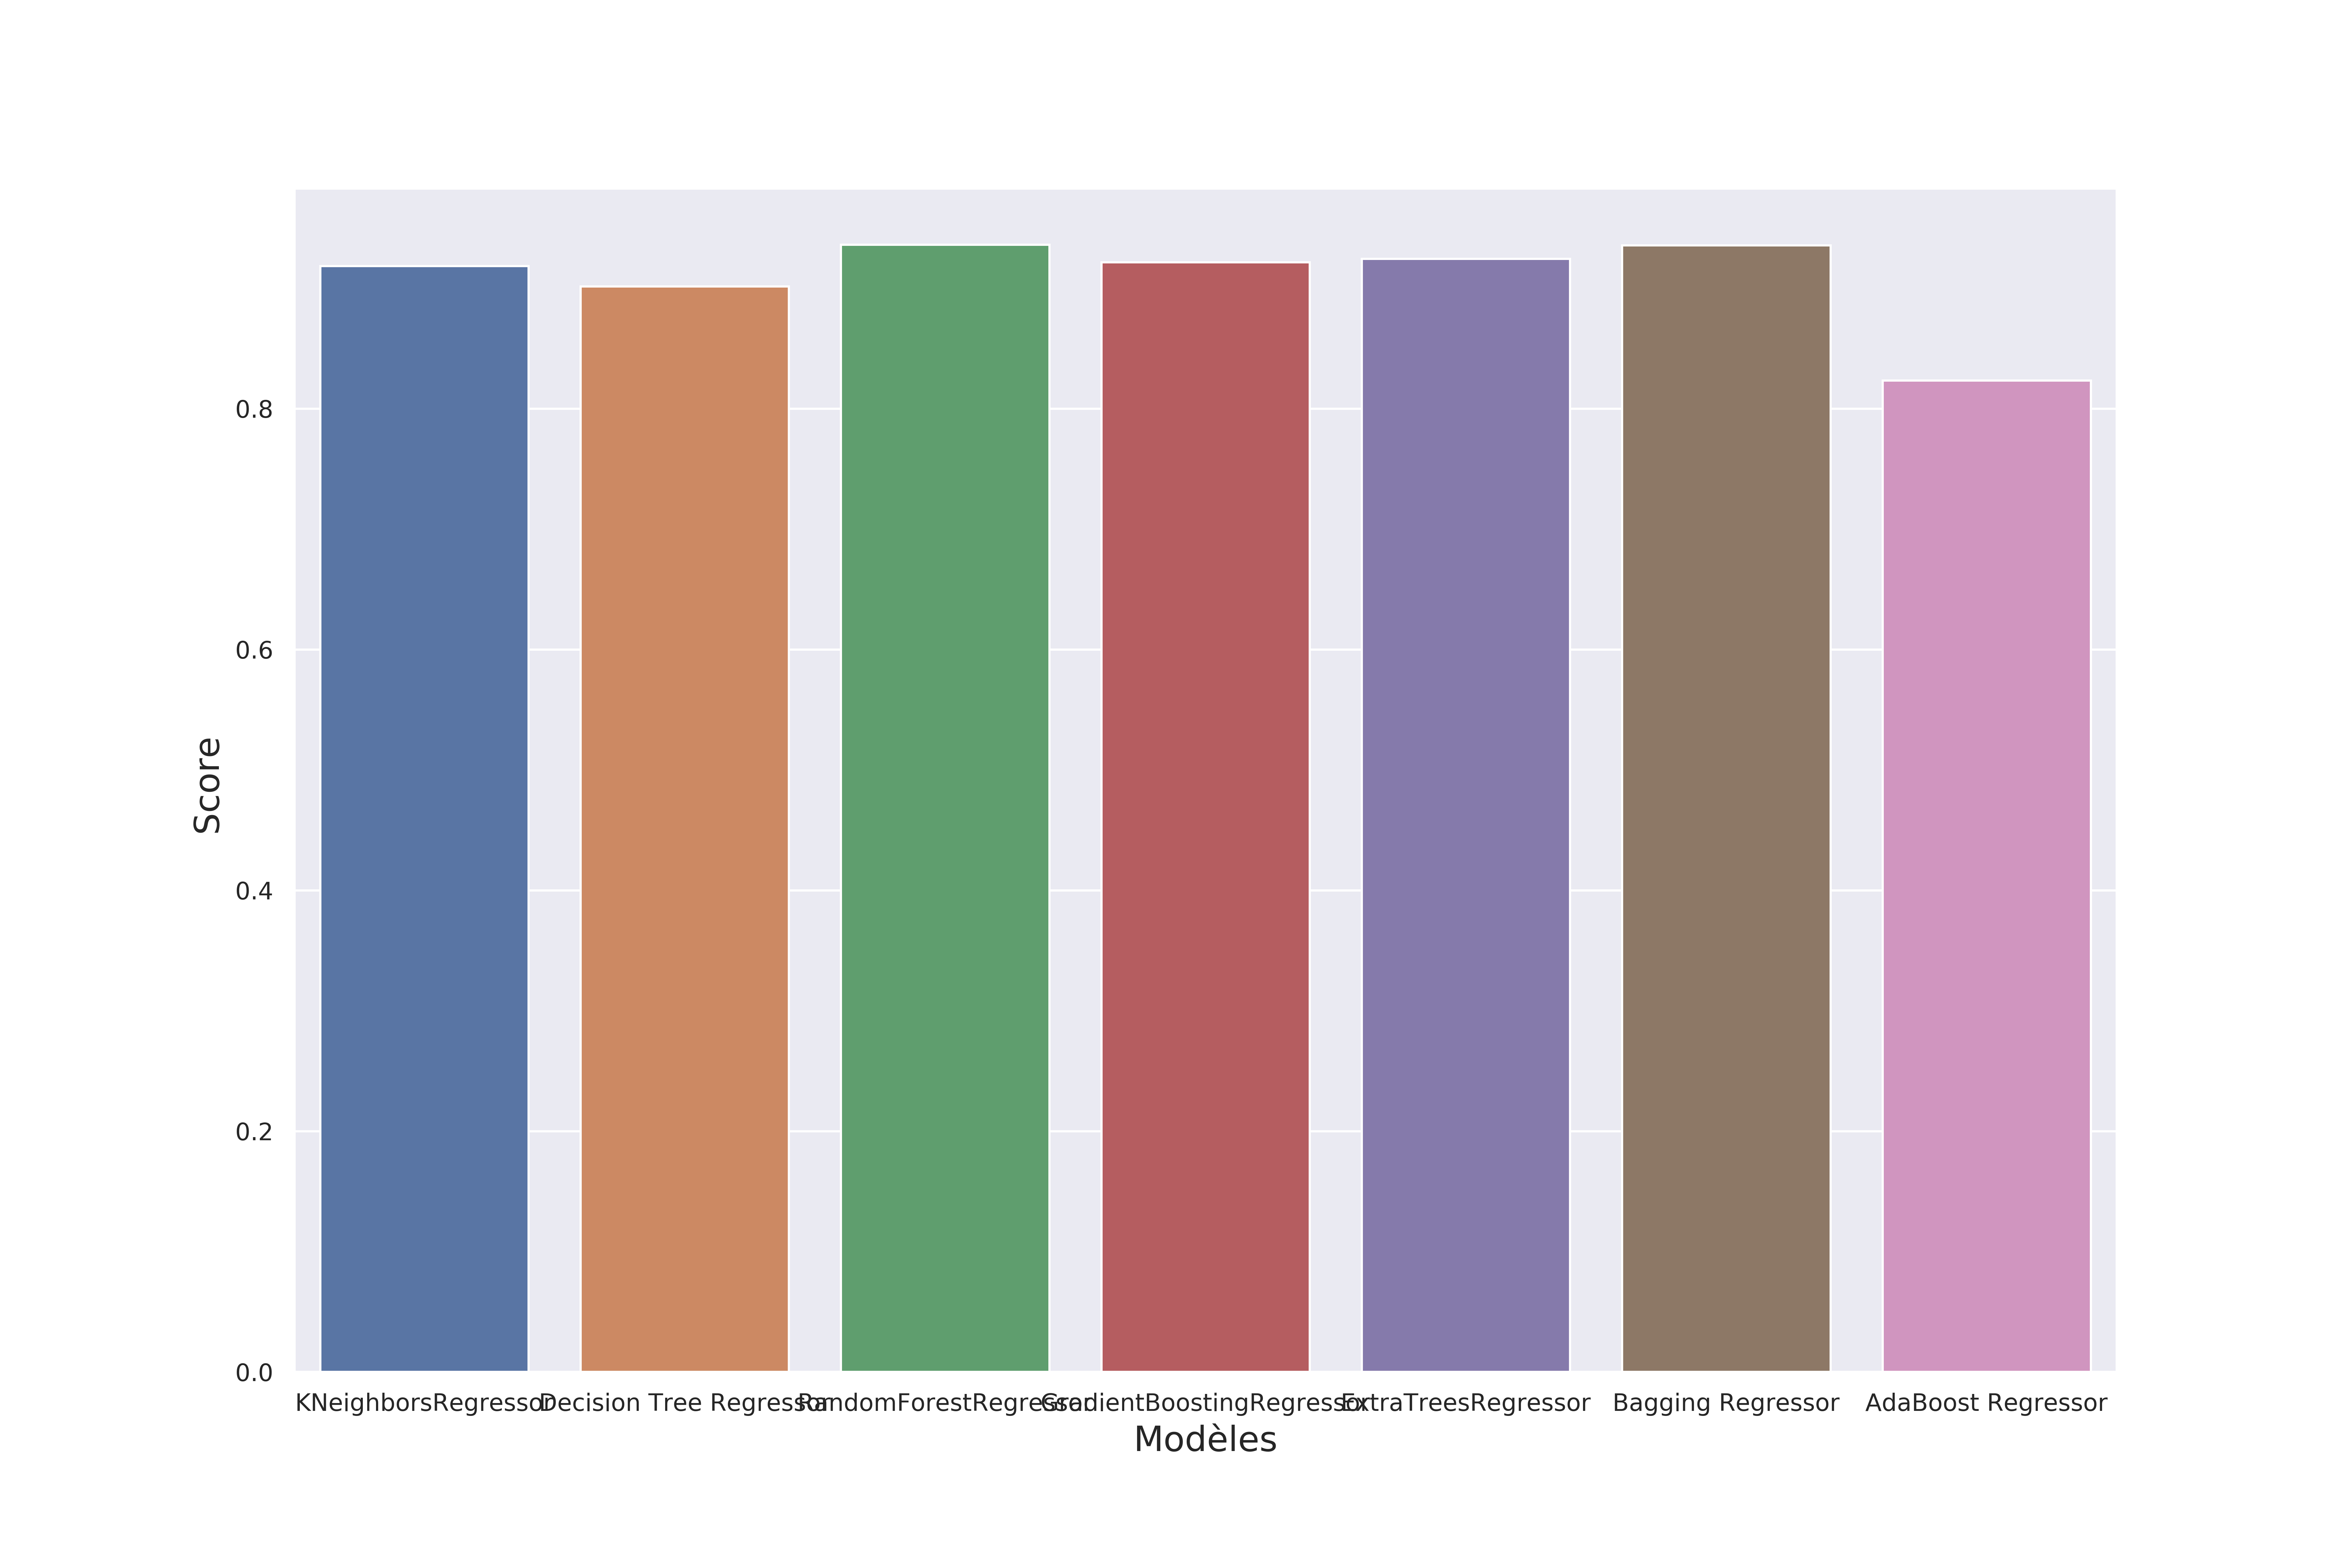 Score
0.8
0.6
0.4
0.2
0.0
KNeighborsRegressor Decision Tree Regressor RandomForestRegressor GradientBoostingRegressor ExtraTreesRegressor Bagging Regressor AdaBoost Regressor
Modèles